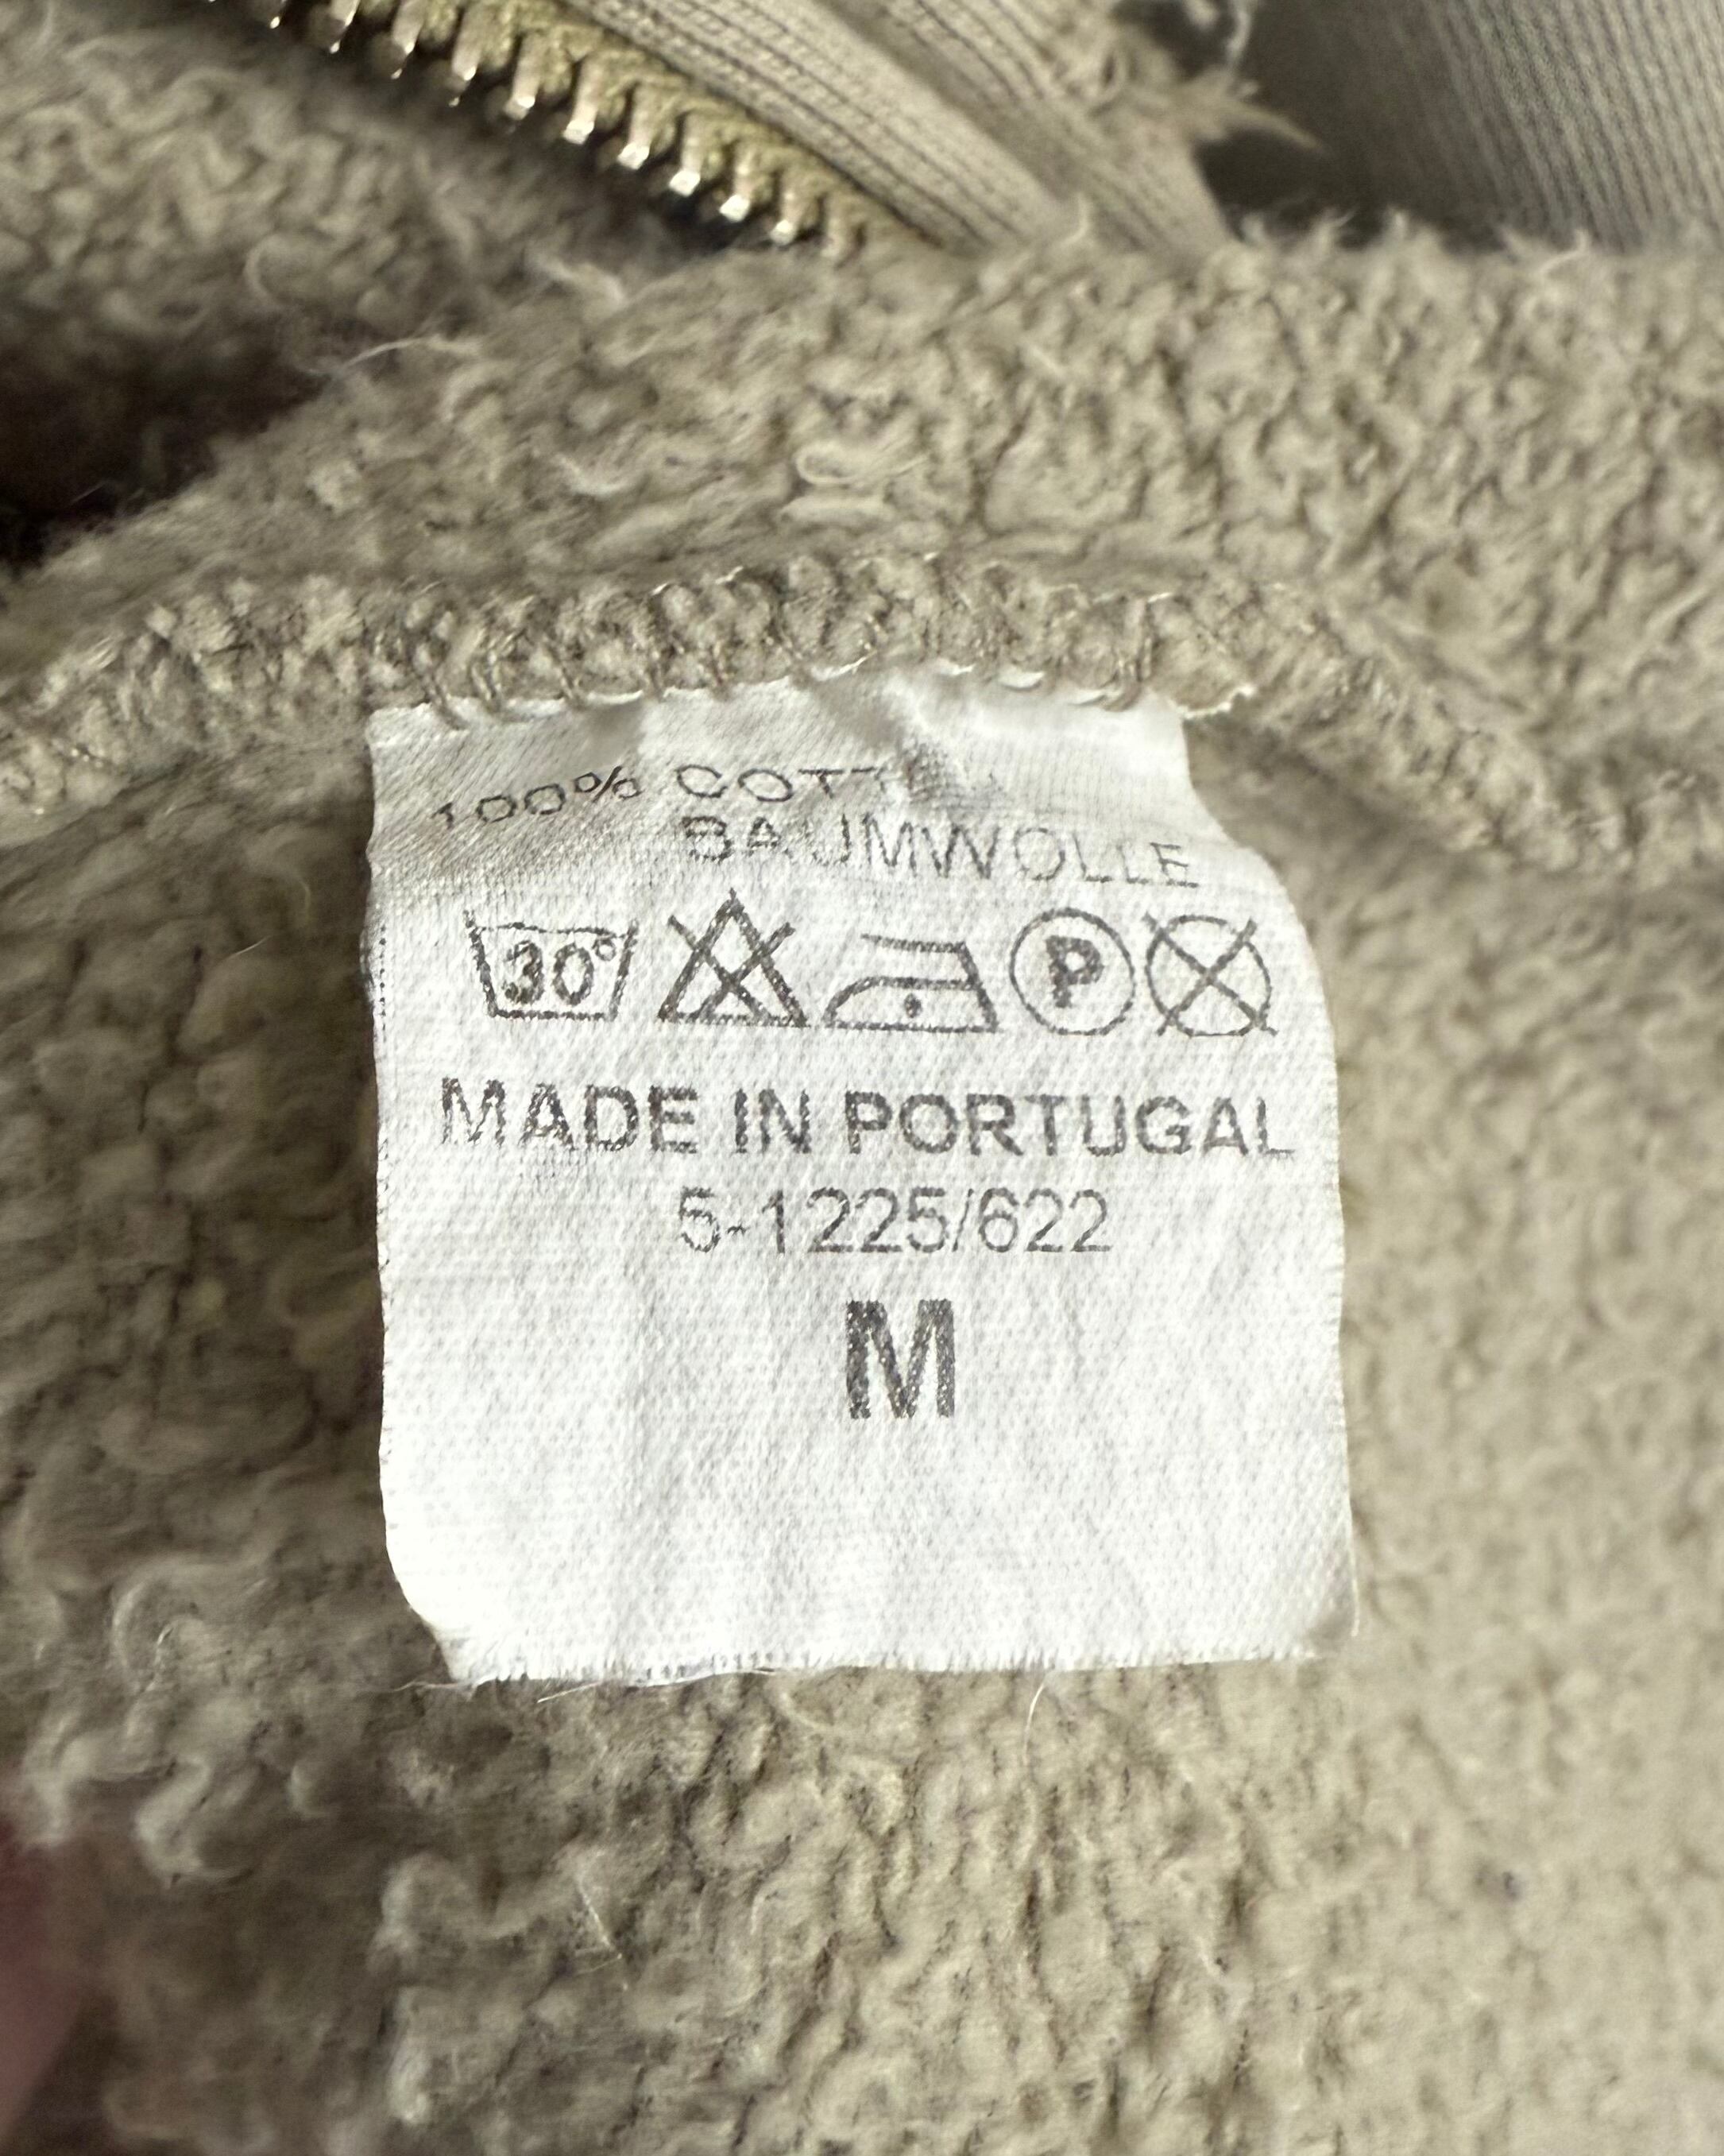 100% COTT
BAUMWOLLE
30° P
MADE IN PORTUGAL
5-1225/622
M